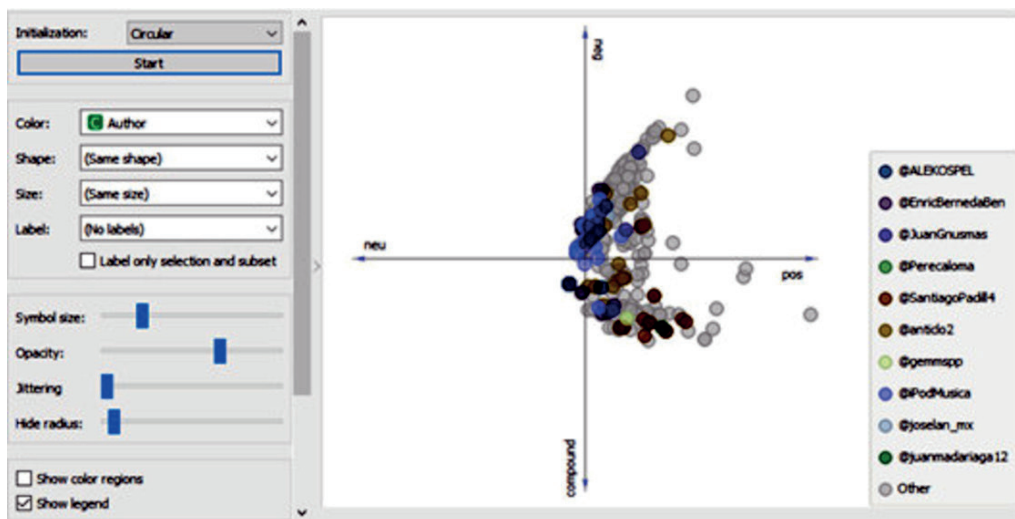 Initialization: Circular
Start
Color: C Author
Shape: (Same shape)
Size: (Same size)
Label: (No labels)
Label only selection and subset
Symbol size:
Opacity:
Jittering
Hide radius:
Show color regions
Show legend
neg
neu
pos
compound
@ALEKOSPEL
@EnricBernedaBen
@JuanGnusmas
@Perecaloma
@SantiagoPadill4
@anticlo2
@gemmspp
@iPodMusica
@joselan_mx
@juanmadariaga12
Other